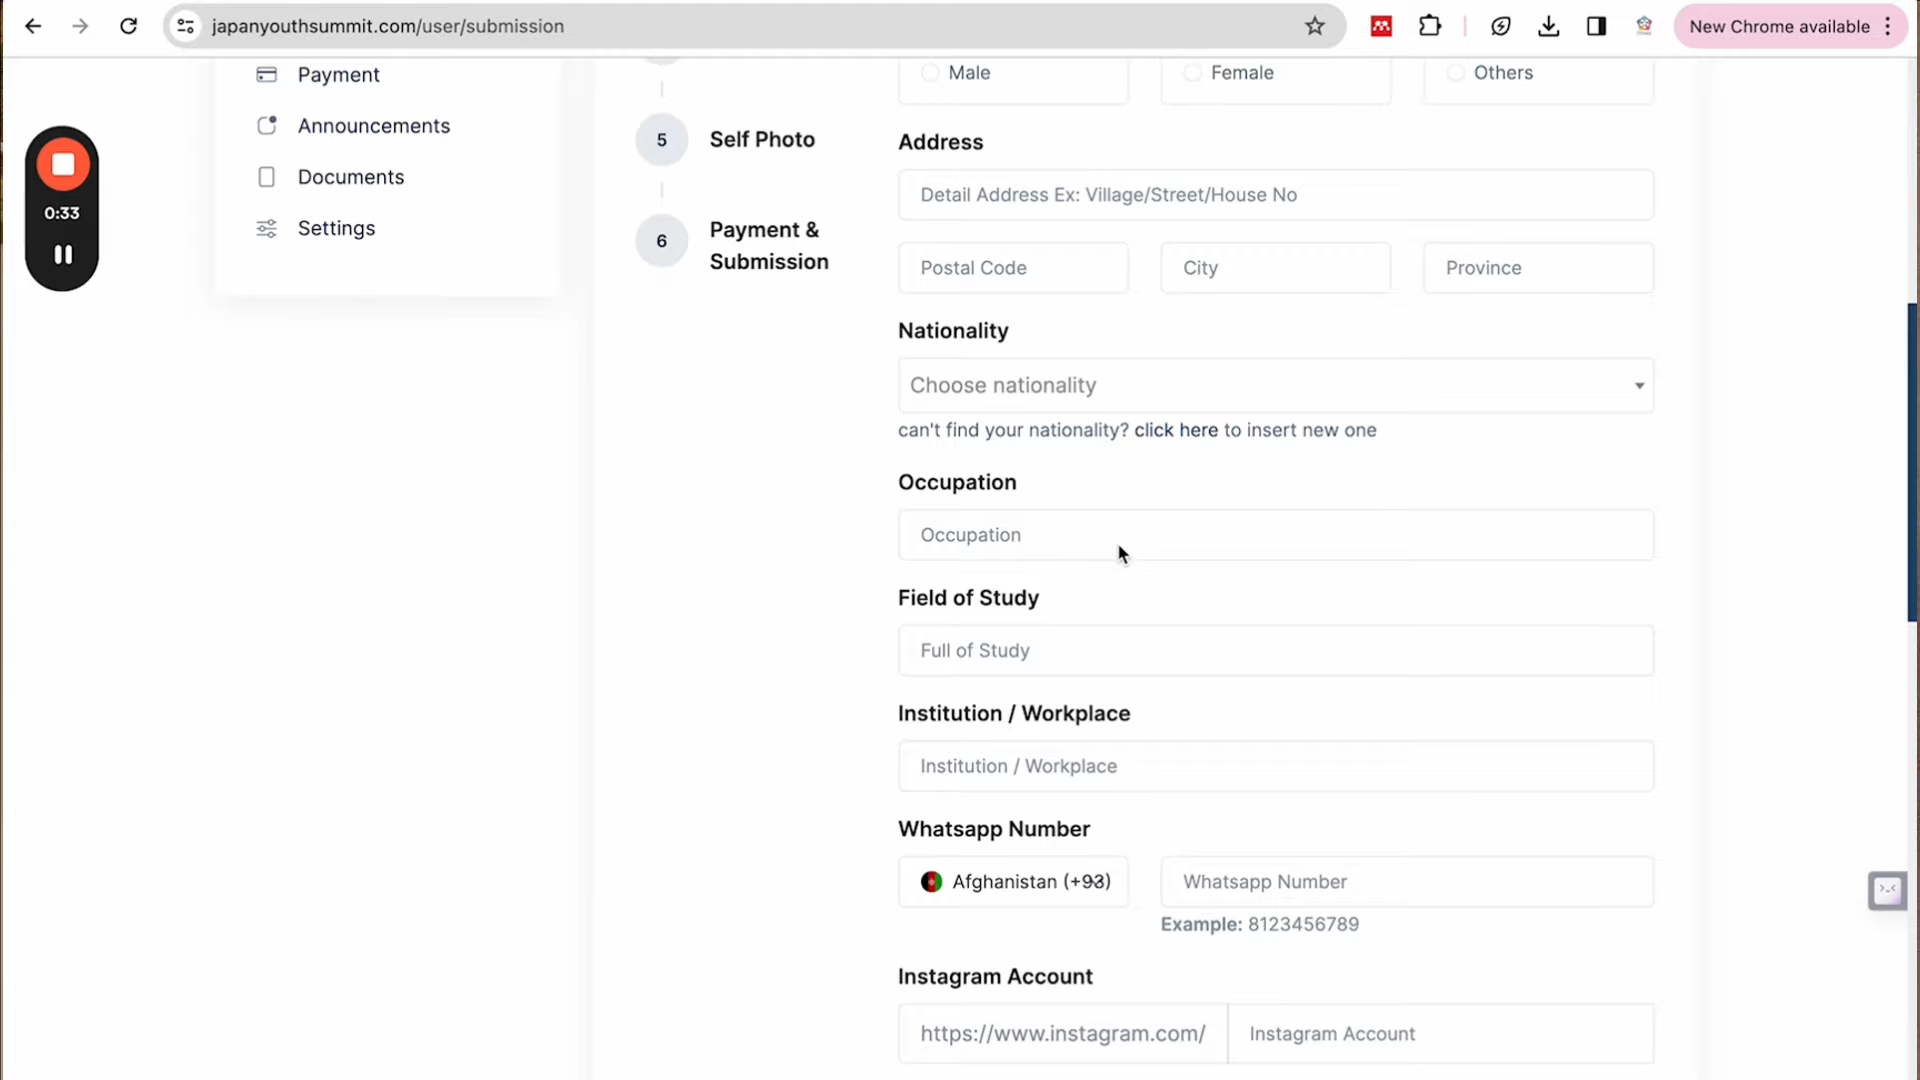 japanyouthsummit.com/user/submission
New Chrome available
Payment
Announcements
Documents
Settings
0:33
5
Self Photo
6
Payment &
Submission
Male
Female
Others
Address
Detail Address Ex: Village/Street/House No
Postal Code
City
Province
Nationality
Choose nationality
can't find your nationality? click here to insert new one
Occupation
Occupation
Field of Study
Full of Study
Institution / Workplace
Institution / Workplace
Whatsapp Number
Afghanistan (+93)
Whatsapp Number
Example: 8123456789
Instagram Account
https://www.instagram.com/
Instagram Account